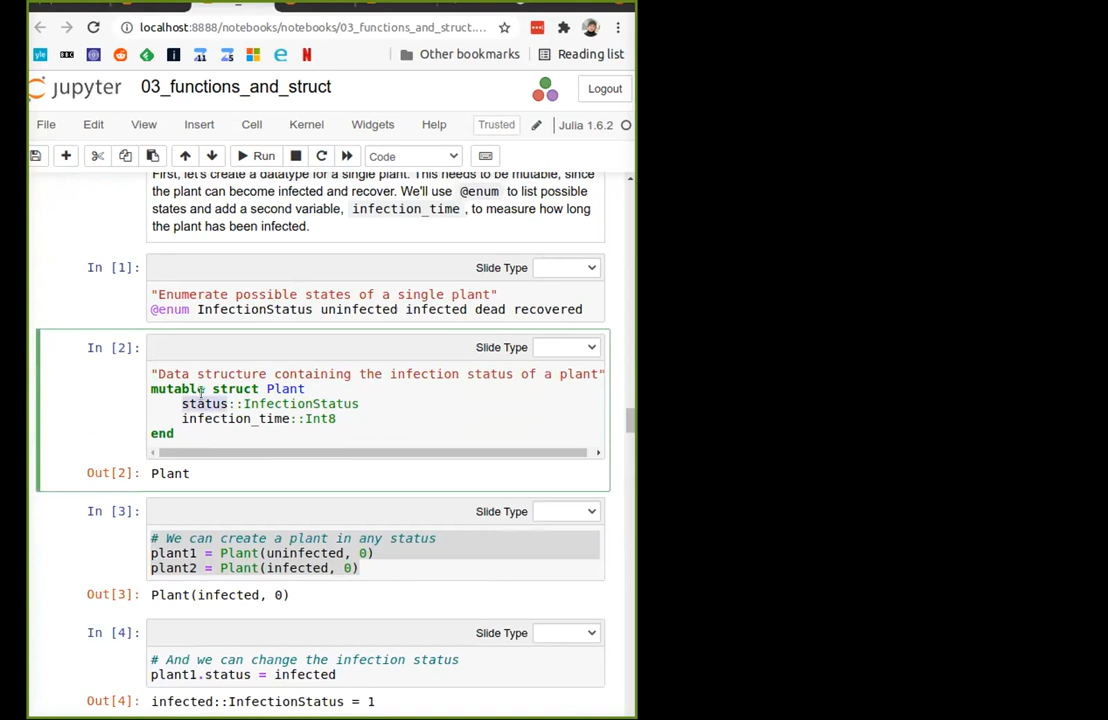 localhost:8888/notebooks/notebooks/03_functions_and_struct....
yle
BBC
11
Z5
Other bookmarks
Reading list
jupyter 03_functions_and_struct
Logout
File Edit View Insert Cell Kernel Widgets Help Trusted Julia 1.6.2
Run Code
First, let's create a datatype for a single plant. This needs to be mutable, since
the plant can become infected and recover. We'll use @enum to list possible
states and add a second variable, infection_time , to measure how long
the plant has been infected.
In [1]:
Slide Type
"Enumerate possible states of a single plant"
@enum InfectionStatus uninfected infected dead recovered
In [2]:
Slide Type
"Data structure containing the infection status of a plant"
mutable struct Plant
status::InfectionStatus
infection_time::Int8
end
Out[2]: Plant
In [3]:
Slide Type
# We can create a plant in any status
plant1 = Plant(uninfected, 0)
plant2 = Plant(infected, 0)
Out[3]: Plant(infected, 0)
In [4]:
Slide Type
# And we can change the infection status
plant1.status = infected
Out[4]: infected::InfectionStatus = 1